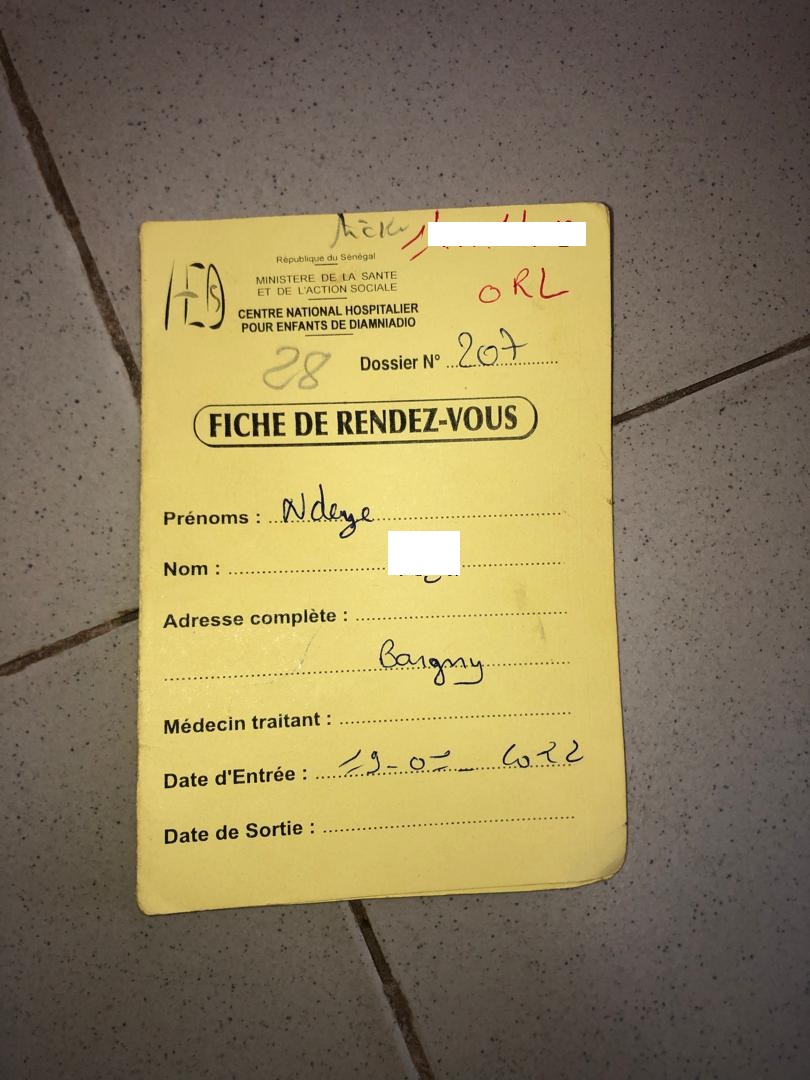 République du Sénégal
MINISTERE DE LA SANTE
ET DE L'ACTION SOCIALE
ORL
CENTRE NATIONAL HOSPITALIER
POUR ENFANTS DE DIAMNIADIO
28
Dossier N° 207
FICHE DE RENDEZ-VOUS
Prénoms : Ndeye
Nom :
Adresse complète :
Bargny
Médecin traitant :
Date d'Entrée :
Date de Sortie :